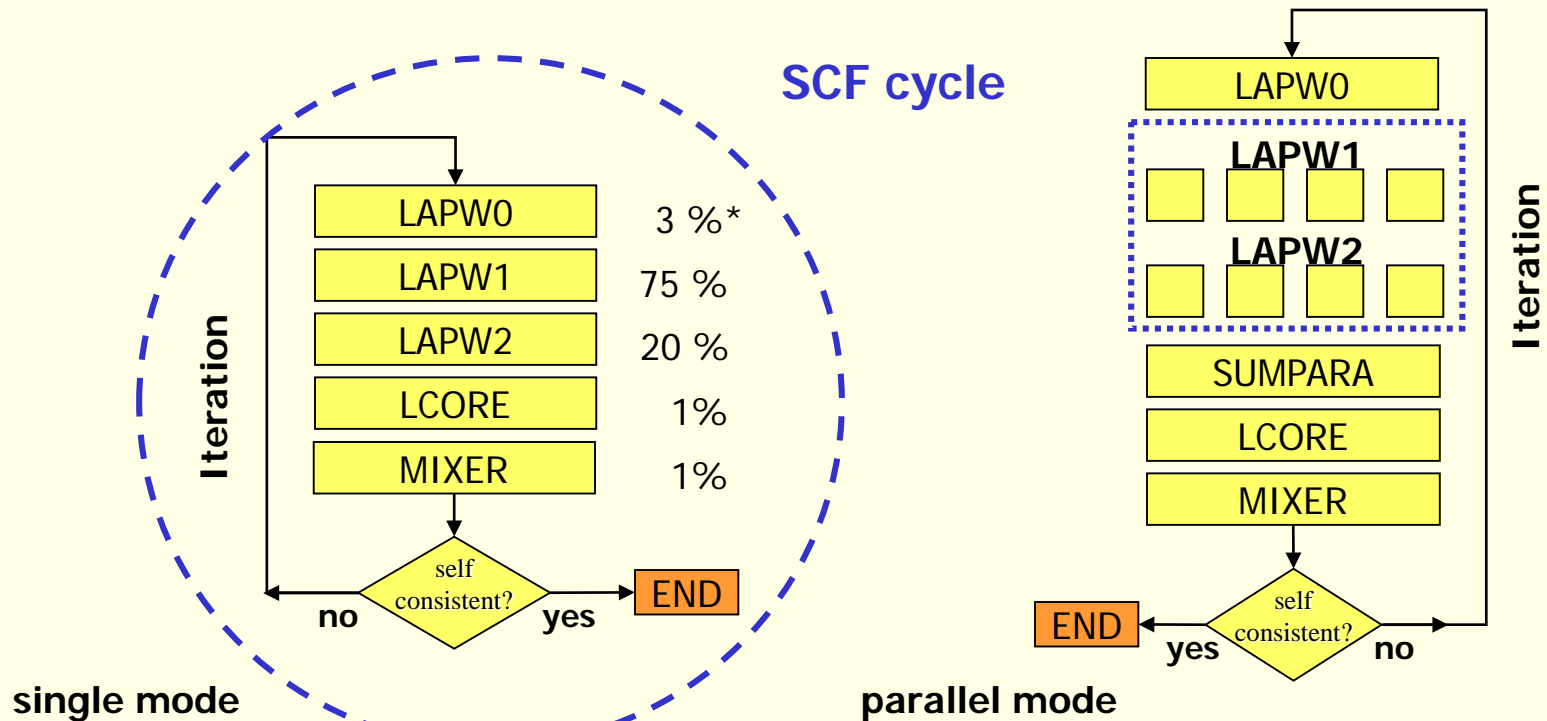 SCF cycle
Iteration
LAPW0
3 %*
LAPW1
75 %
LAPW2
20 %
LCORE
1%
MIXER
1%
self
consistent?
no
yes
END
single mode
LAPW0
LAPW1
LAPW2
SUMPARA
LCORE
MIXER
self
consistent?
END
yes
no
Iteration
parallel mode